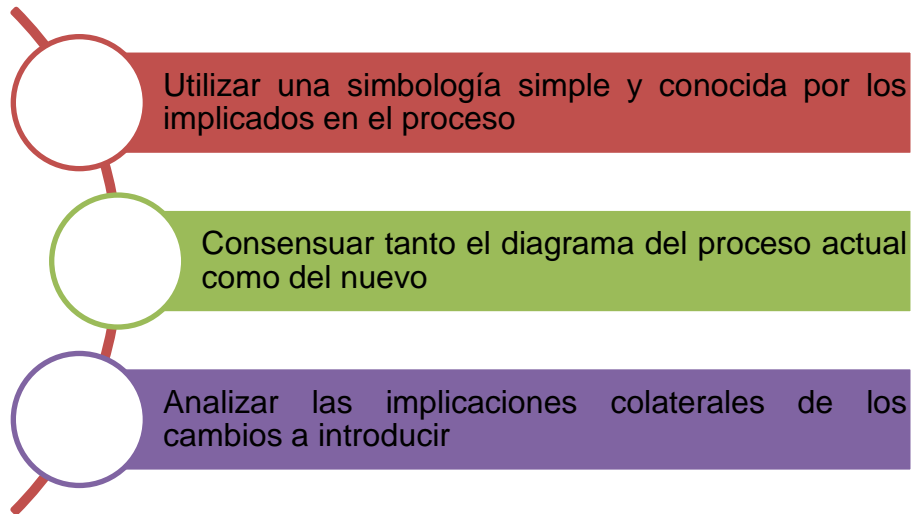 Utilizar una simbología simple y conocida por los
implicados en el proceso
Consensuar tanto el diagrama del proceso actual
como del nuevo
Analizar las implicaciones colaterales de los
cambios a introducir